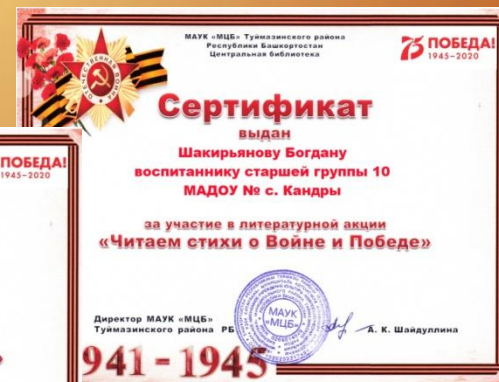 МАУК «МЦБ» Туймазинского района
Республики Башкортостан
Центральная библиотека
75 ПОБЕДА!
1945–2020
Сертификат
выдан
Шакирьянову Богдану
воспитаннику старшей группы 10
МАДОУ № с. Кандры
за участие в литературной акции
«Читаем стихи о Войне и Победе»
Директор МАУК «МЦБ»
Туймазинского района РБ
А. К. Шайдуллина
МАУК
«МЦБ»
941 - 1945
ПОБЕДА!
1945–2020